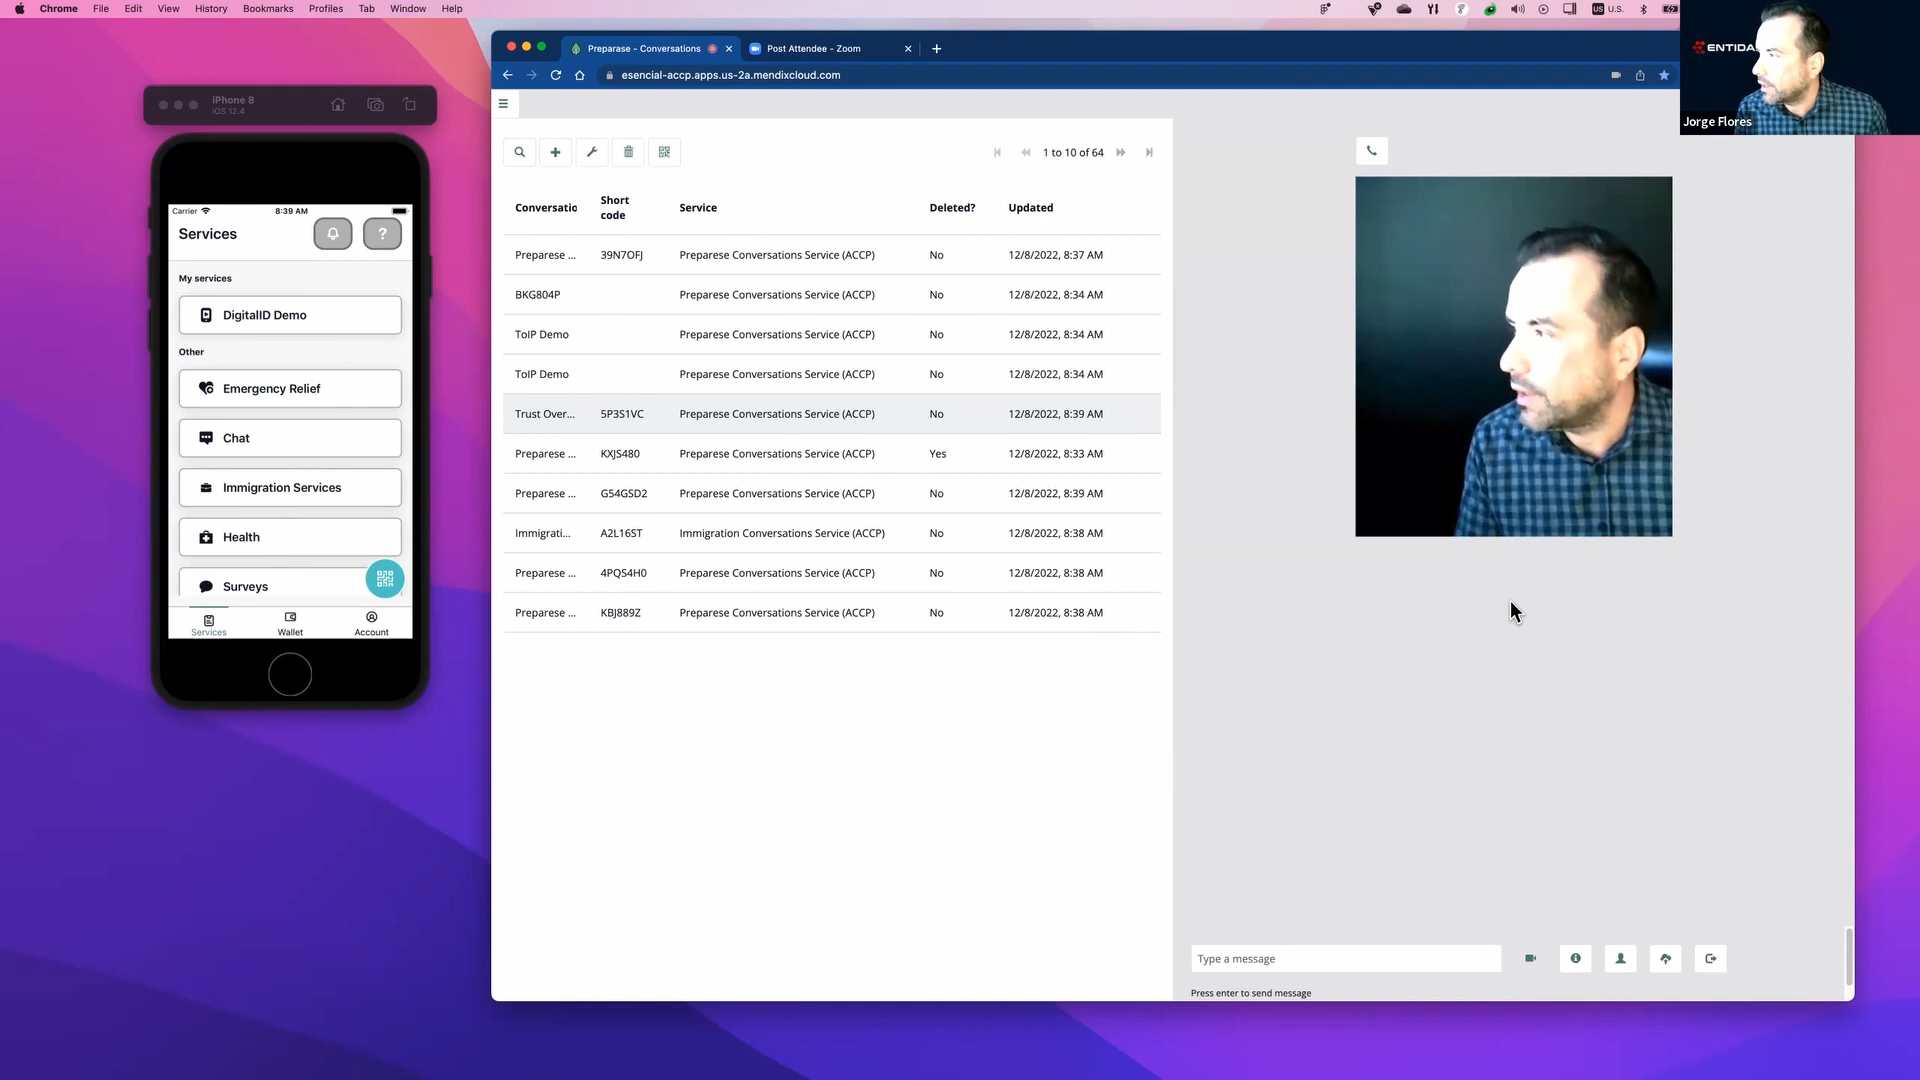 Chrome File Edit View History Bookmarks Profiles Tab Window Help
US U.S.
ENTIDA
Jorge Flores
Preparase - Conversations
Post Attendee - Zoom
esencial-accp.apps.us-2a.mendixcloud.com
iPhone 8
iOS 12.4
Carrier
8:39 AM
Services
?
My services
DigitalID Demo
Other
Emergency Relief
Chat
Immigration Services
Health
Surveys
Services Wallet Account
1 to 10 of 64
Conversatio Short code Service Deleted? Updated
Preparese ... 39N7OFJ Preparese Conversations Service (ACCP) No 12/8/2022, 8:37 AM
BKG804P Preparese Conversations Service (ACCP) No 12/8/2022, 8:34 AM
ToIP Demo Preparese Conversations Service (ACCP) No 12/8/2022, 8:34 AM
ToIP Demo Preparese Conversations Service (ACCP) No 12/8/2022, 8:34 AM
Trust Over... 5P3S1VC Preparese Conversations Service (ACCP) No 12/8/2022, 8:39 AM
Preparese ... KXJS480 Preparese Conversations Service (ACCP) Yes 12/8/2022, 8:33 AM
Preparese ... G54GSD2 Preparese Conversations Service (ACCP) No 12/8/2022, 8:39 AM
Immigrati... A2L16ST Immigration Conversations Service (ACCP) No 12/8/2022, 8:38 AM
Preparese ... 4PQS4H0 Preparese Conversations Service (ACCP) No 12/8/2022, 8:38 AM
Preparese ... KBJ889Z Preparese Conversations Service (ACCP) No 12/8/2022, 8:38 AM
Type a message
Press enter to send message